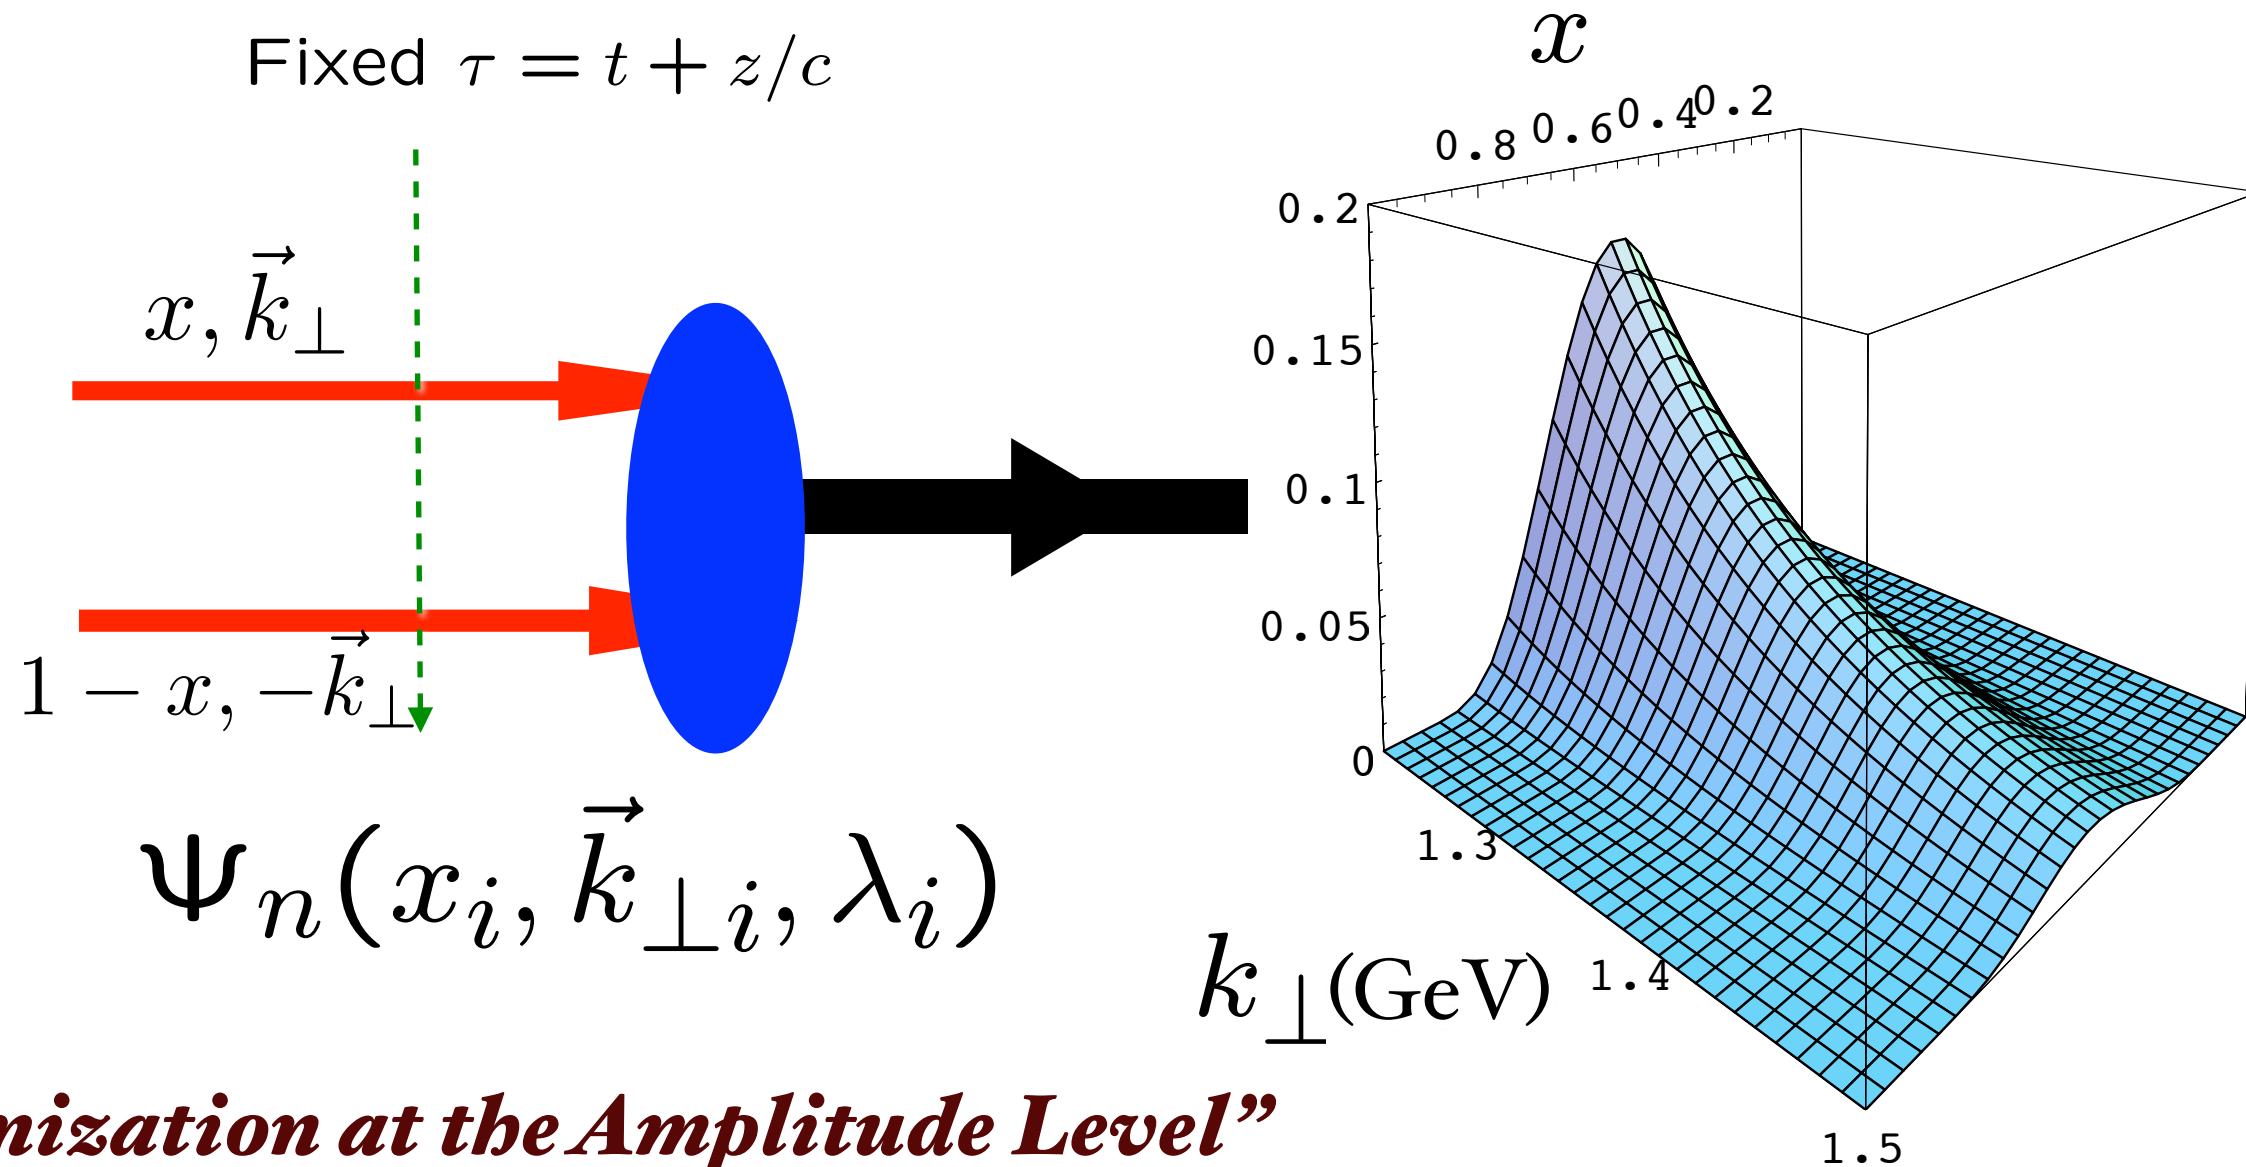 Fixed τ = t + z/c
x, k⃗⊥
1 − x, −k⃗⊥
Ψn(xi, k⃗⊥i, λi)
x
0.8 0.6 0.4 0.2
0.2
0.15
0.1
0.05
0
1.3
1.4
1.5
k⊥(GeV)
at the Amplitude Level”